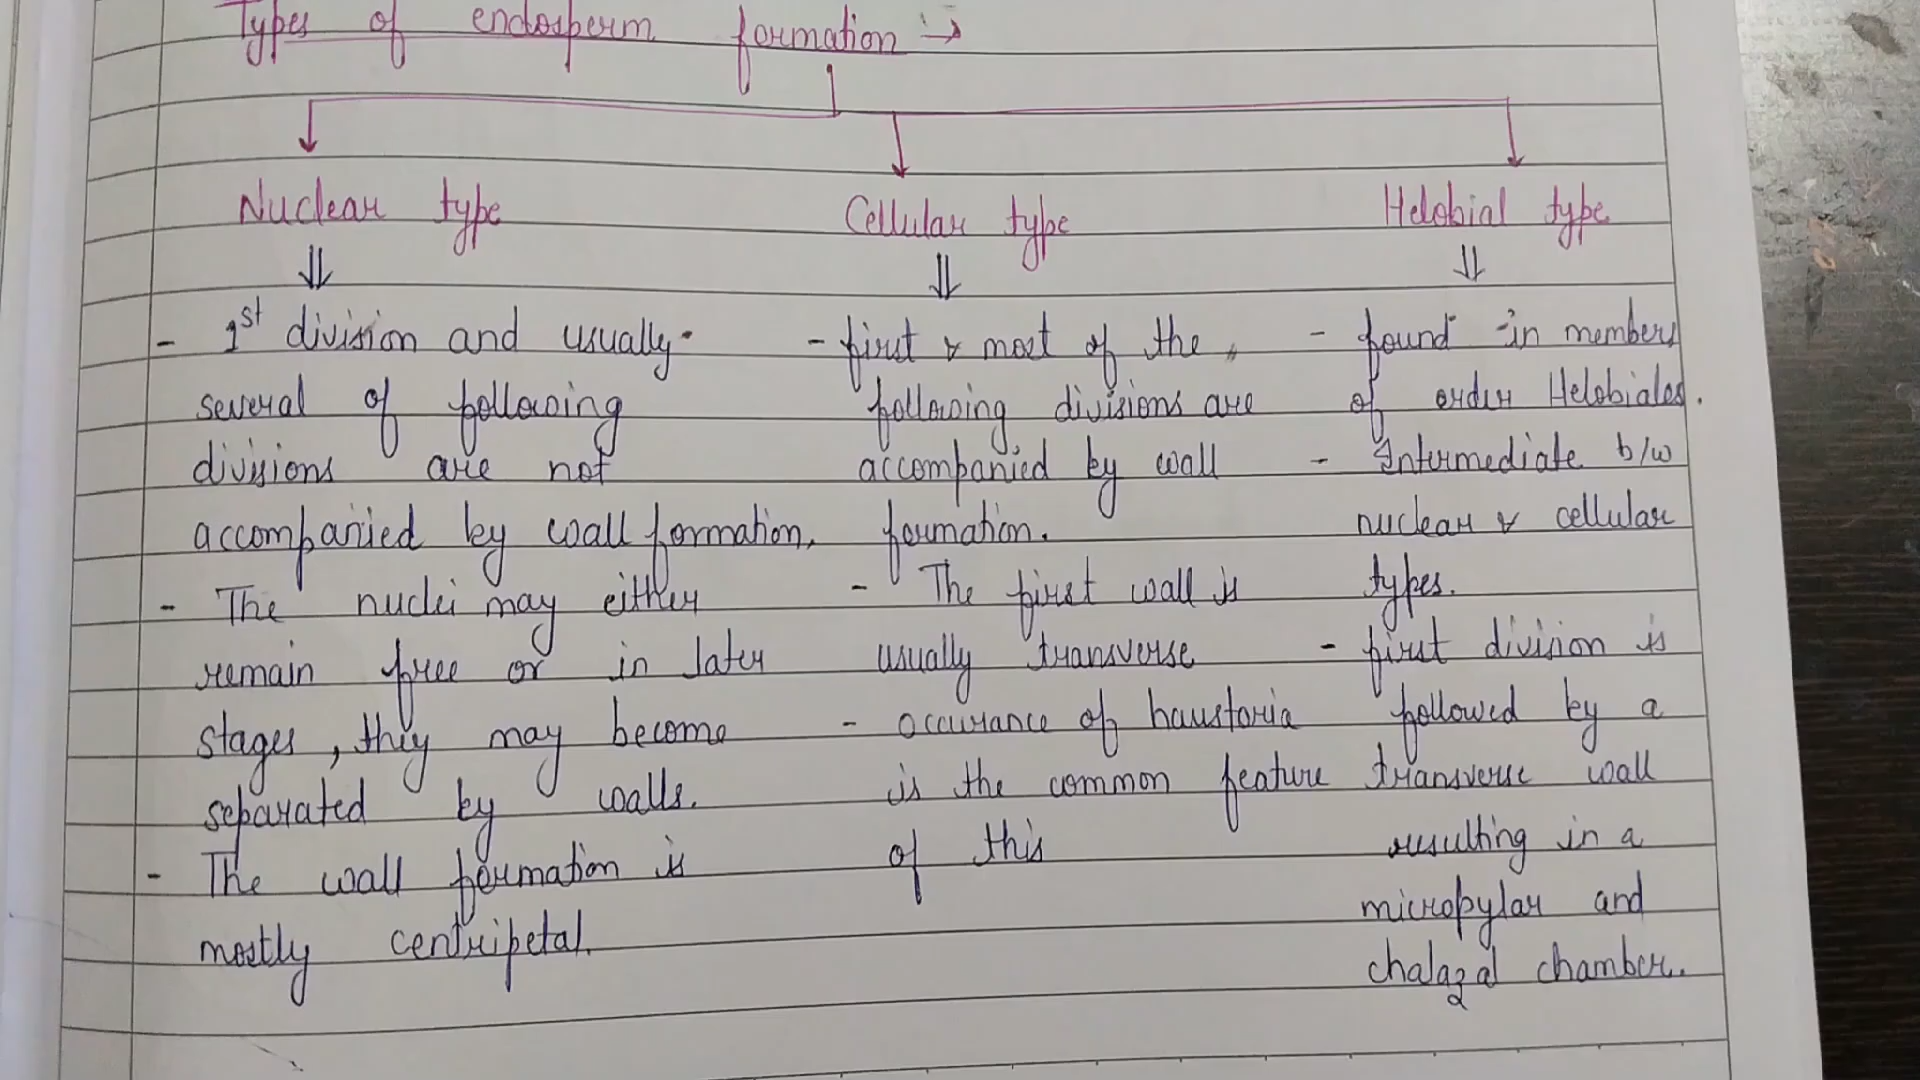 Types of endosperm formation :→
Nuclear type
- 1st division and usually
several of following
divisions are not
accompanied by wall formation.
- The nuclei may either
remain free or in later
stages, they may become
separated by walls.
- The wall formation is
mostly centripetal.
Cellular type
- first & most of the
following divisions are
accompanied by wall
formation.
- The first wall is
usually transverse
- occurance of haustoria
is the common feature
of this
Helobial type
- found in members
of order Helobiales.
- Intermediate b/w
nuclear & cellular
types.
- first division is
followed by a
transverse wall
resulting in a
micropylar and
chalazal chamber.